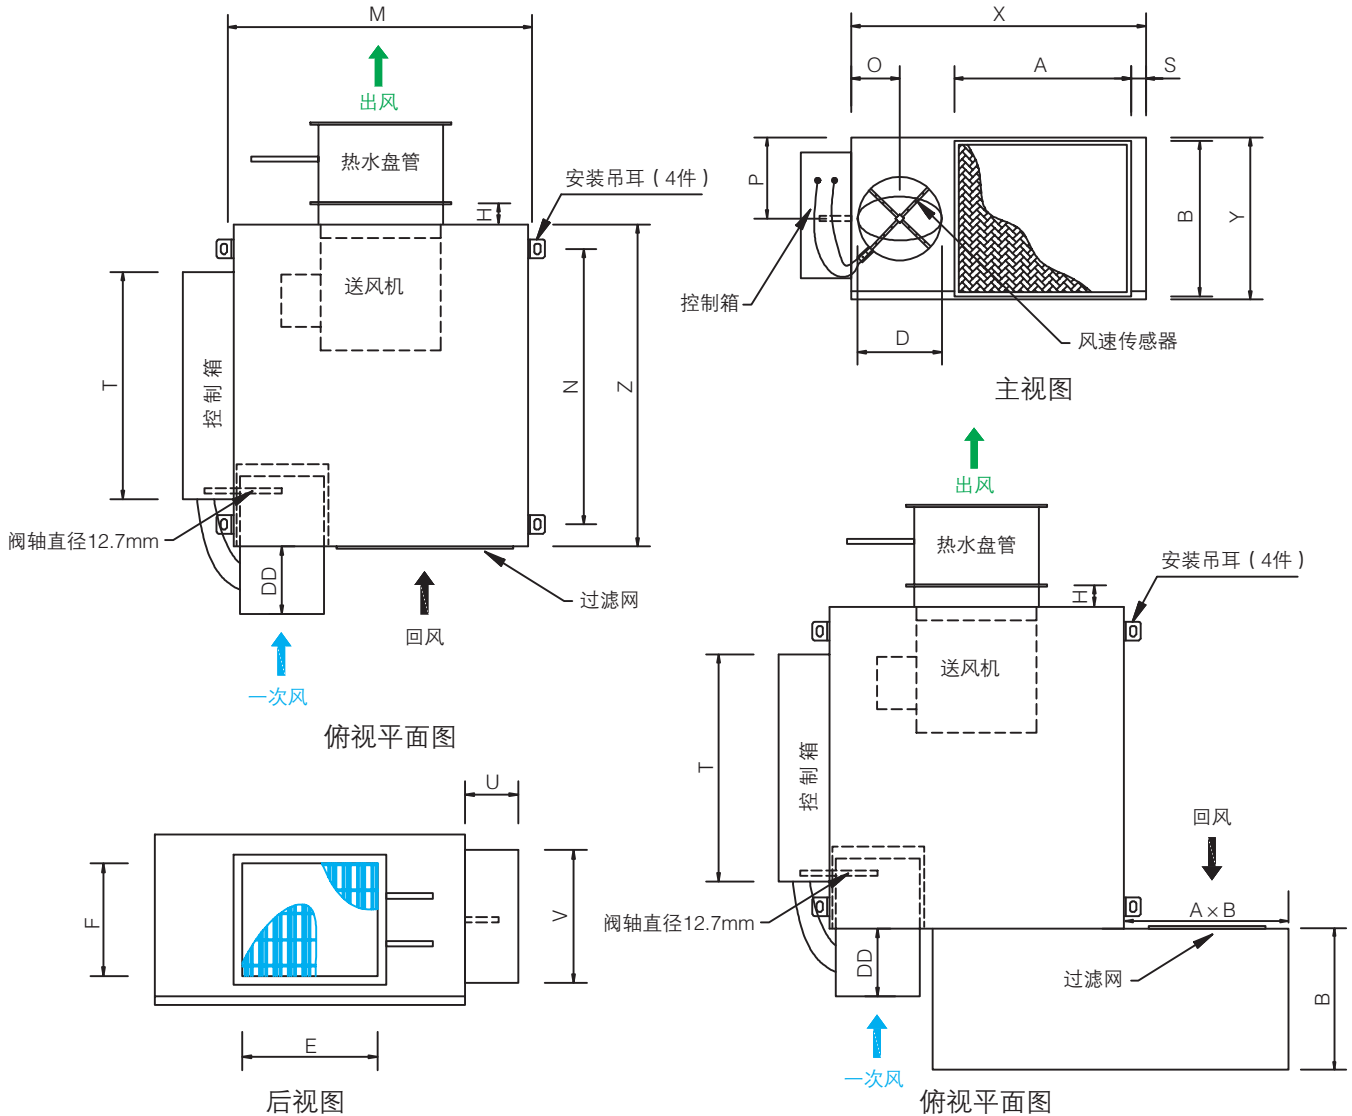 M
出风
热水盘管
安装吊耳（4件）
H
送风机
T
控制箱
N
Z
阀轴直径12.7mm
DD
过滤网
回风
一次风
俯视平面图
X
O
A
S
P
B
Y
控制箱
D
风速传感器
主视图
U
F
V
E
后视图
出风
热水盘管
安装吊耳（4件）
H
送风机
T
控制箱
回风
A×B
阀轴直径12.7mm
DD
过滤网
B
一次风
俯视平面图